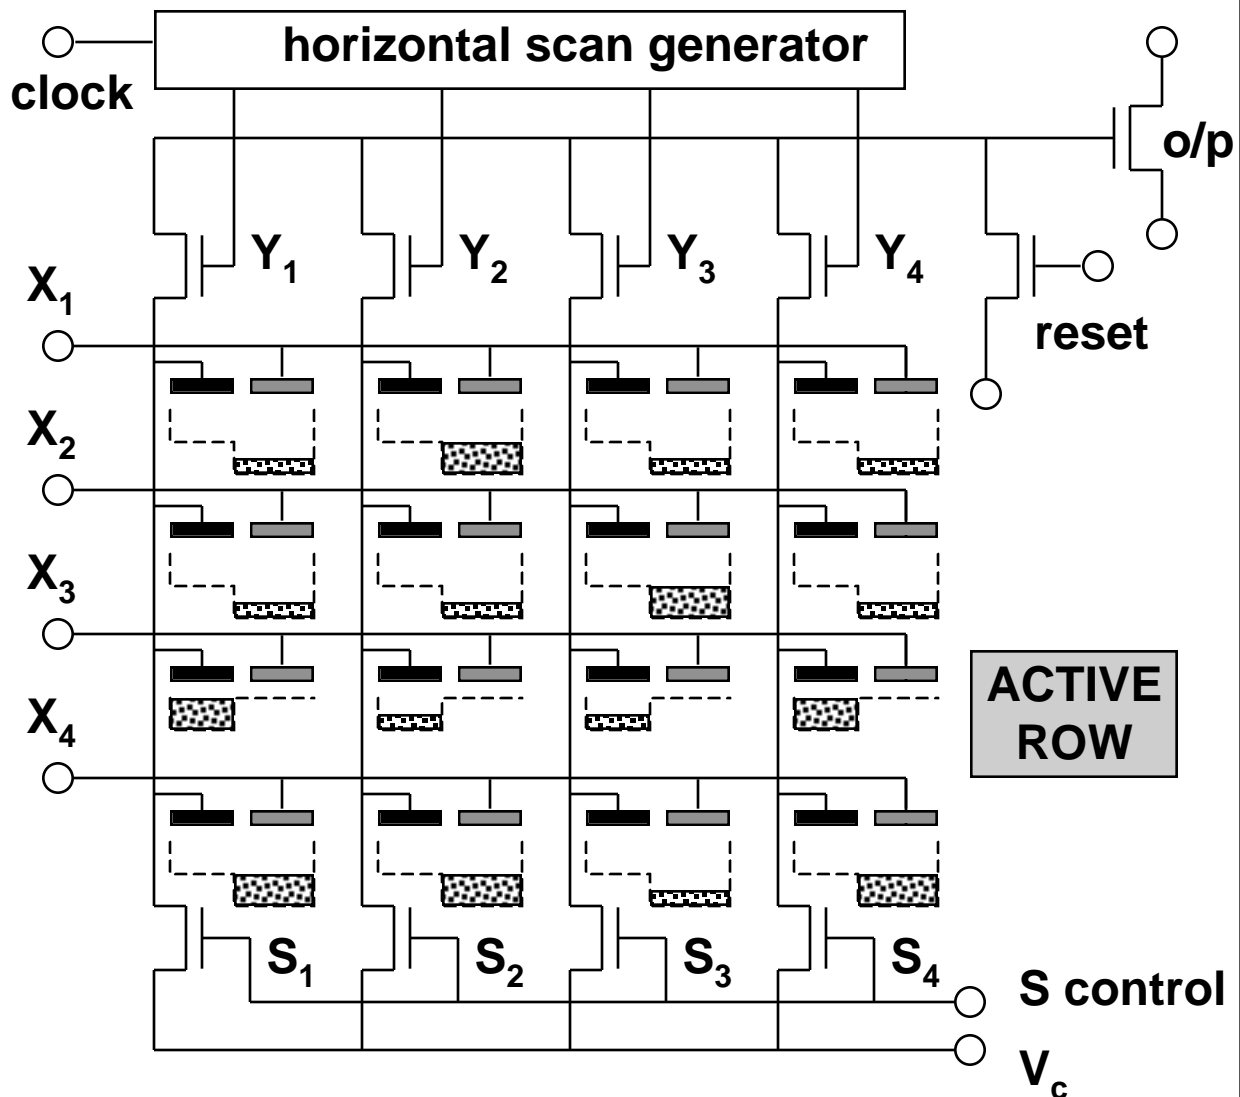 horizontal scan generator
clock
o/p
Y1
Y2
Y3
Y4
X1
reset
X2
X3
ACTIVE
ROW
X4
S1
S2
S3
S4
S control
Vc